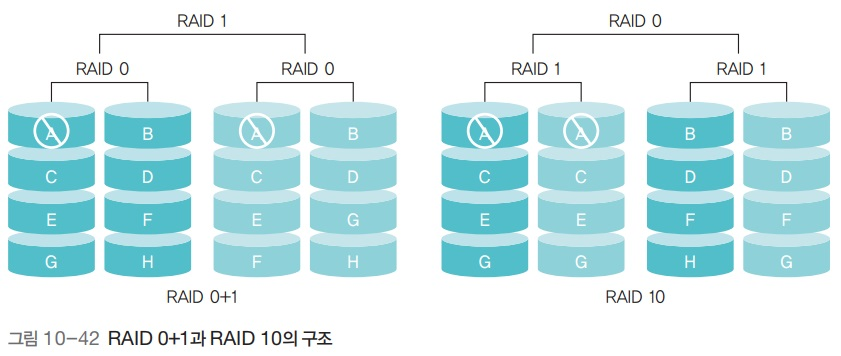 RAID 1 RAID 0
RAID 0 RAID 0 RAID 1 RAID 1
A B A B A A B B
C D C D C C D D
E F E G E E F F
G H F H G G H G
RAID 0+1 RAID 10
그림 10-42 RAID 0+1과 RAID 10의 구조